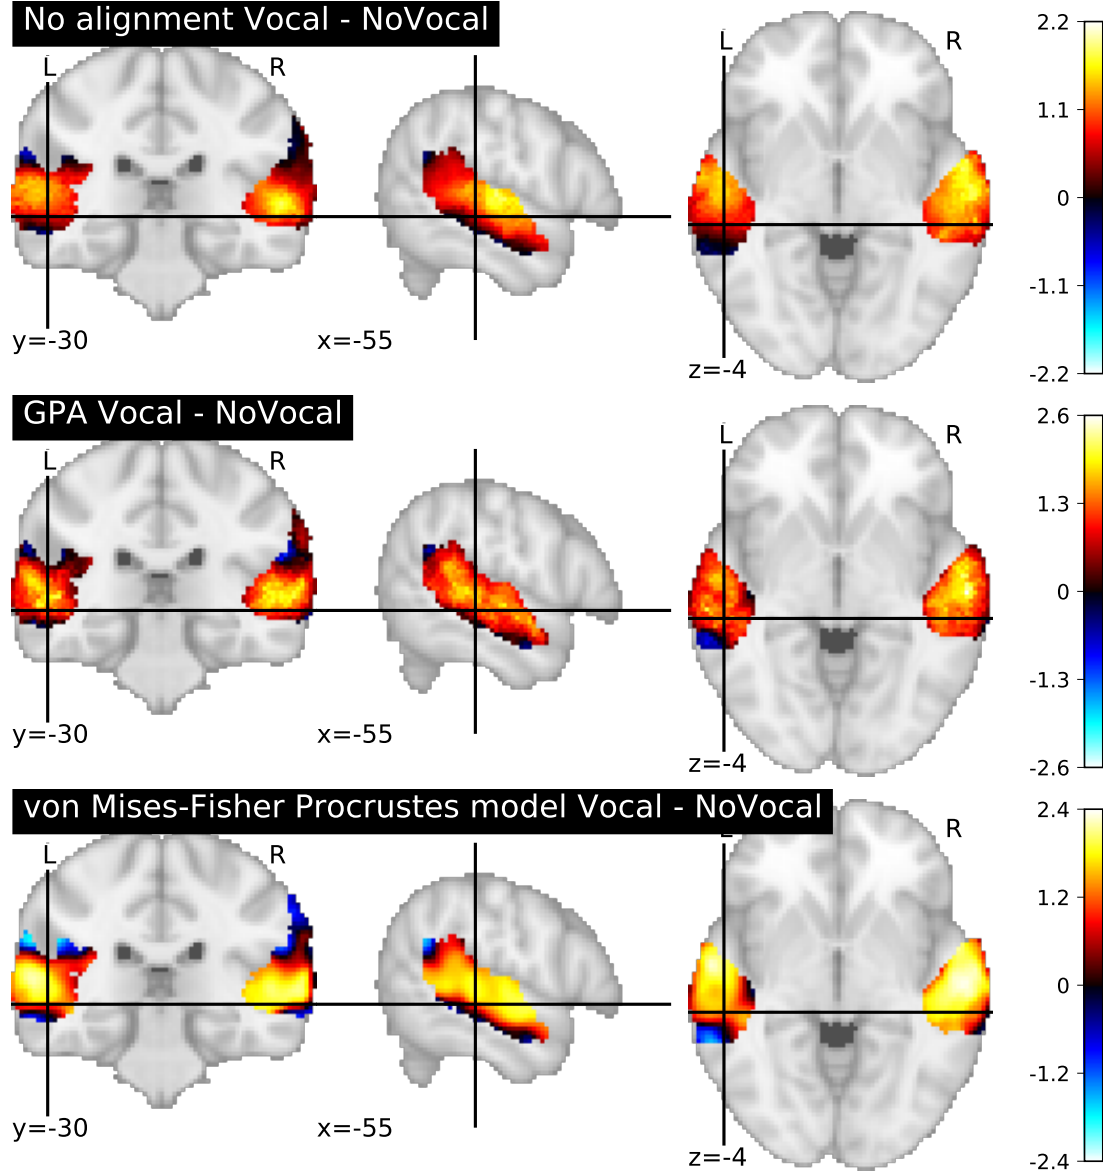 No alignment Vocal - NoVocal
L
R
L
R
y=-30
x=-55
z=-4
2.2
1.1
0
-1.1
-2.2
GPA Vocal - NoVocal
L
R
L
R
y=-30
x=-55
z=-4
2.6
1.3
0
-1.3
-2.6
von Mises-Fisher Procrustes model Vocal - NoVocal
L
R
L
R
y=-30
x=-55
z=-4
2.4
1.2
0
-1.2
-2.4